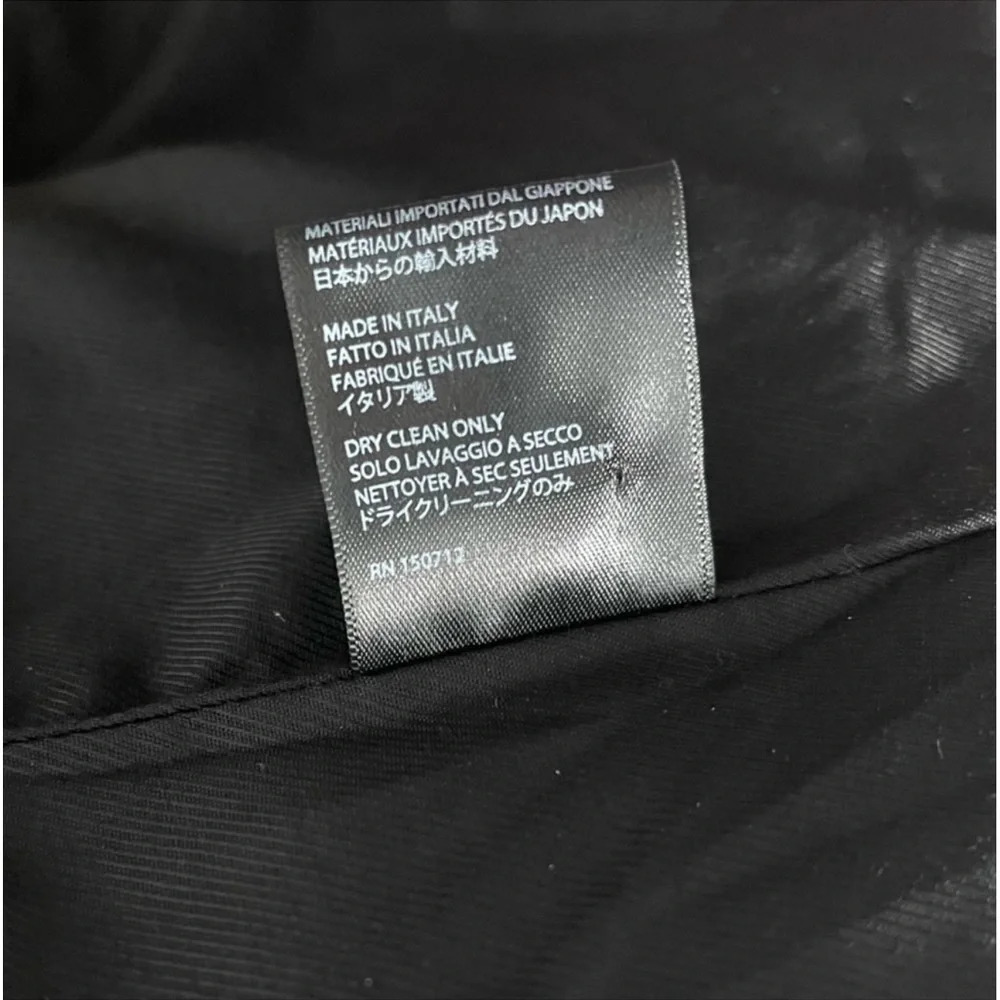 MATERIALI IMPORTATI DAL GIAPPONE
MATÉRIAUX IMPORTÉS DU JAPON
日本からの輸入材料
MADE IN ITALY
FATTO IN ITALIA
FABRIQUÉ EN ITALIE
イタリア製
DRY CLEAN ONLY
SOLO LAVAGGIO A SECCO
NETTOYER À SEC SEULEMENT
ドライクリーニングのみ
RN 150712